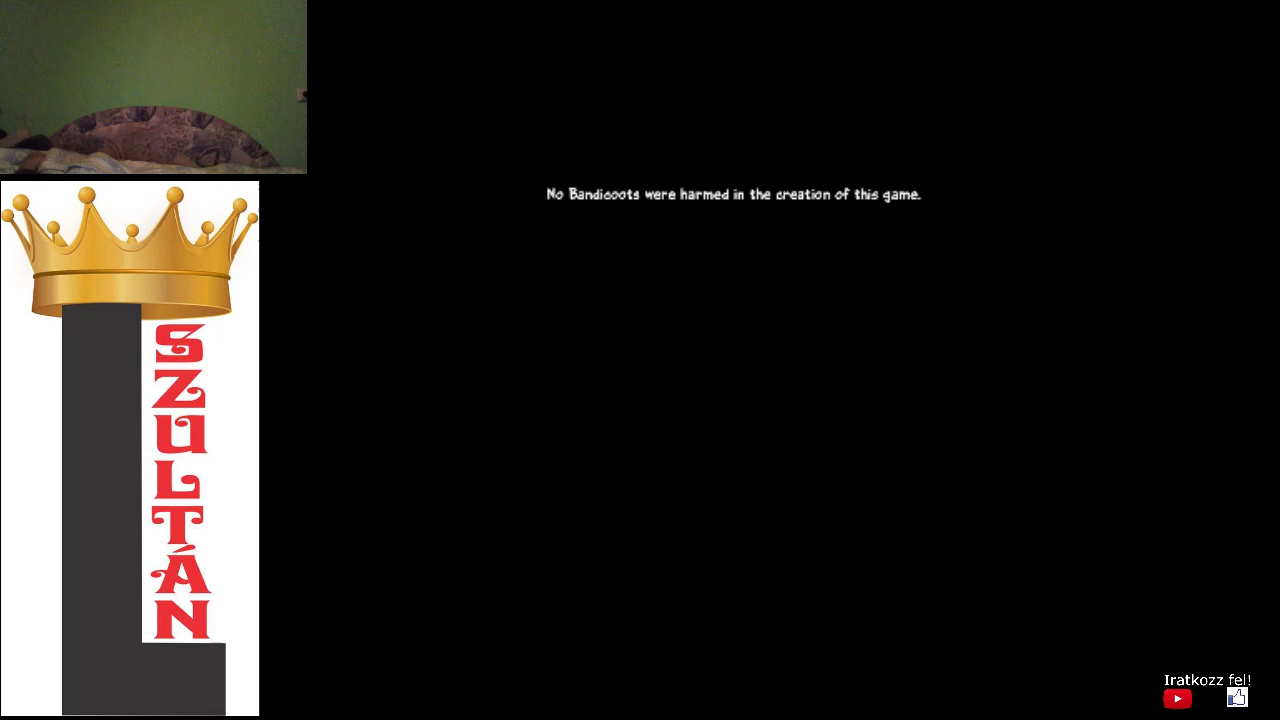 No Bandicoots were harmed in the creation of this game.
SZULTÁN
Iratkozz fel!